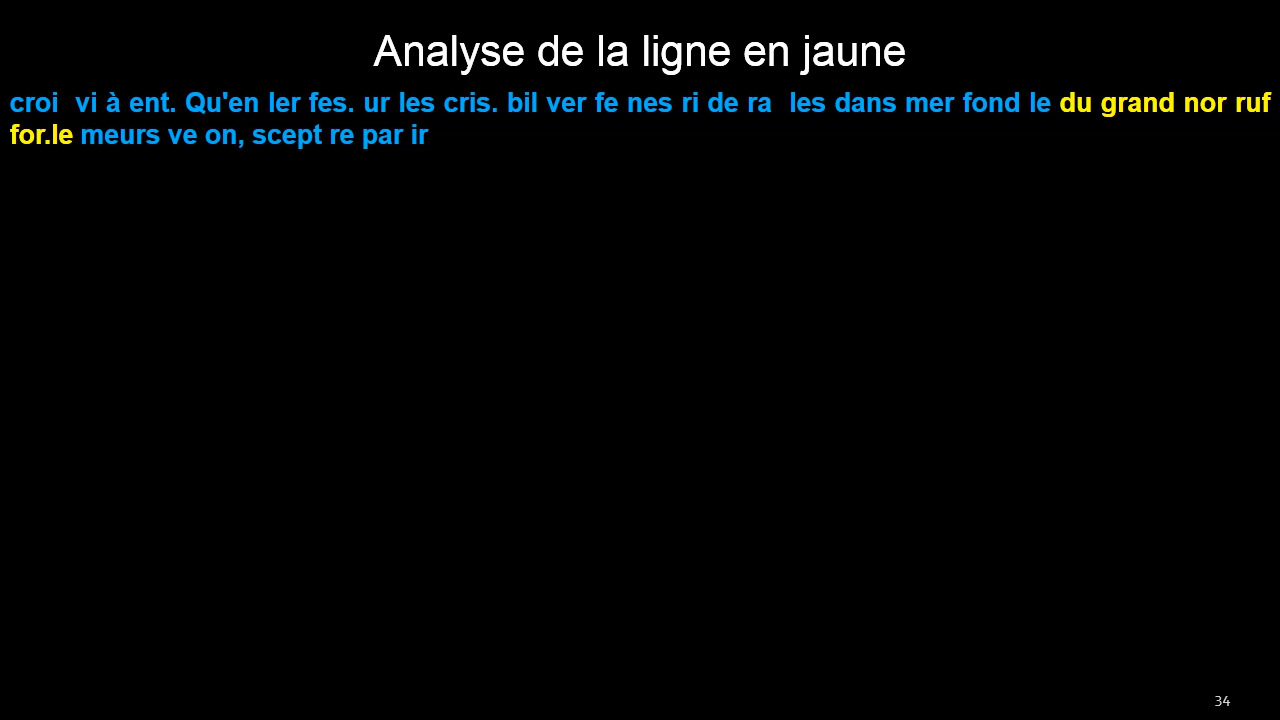 Analyse de la ligne en jaune
croi  vi à ent. Qu'en ler fes. ur les cris. bil ver fe nes ri de ra  les dans mer fond le du grand nor ruf
for.le meurs ve on, scept re par ir
34